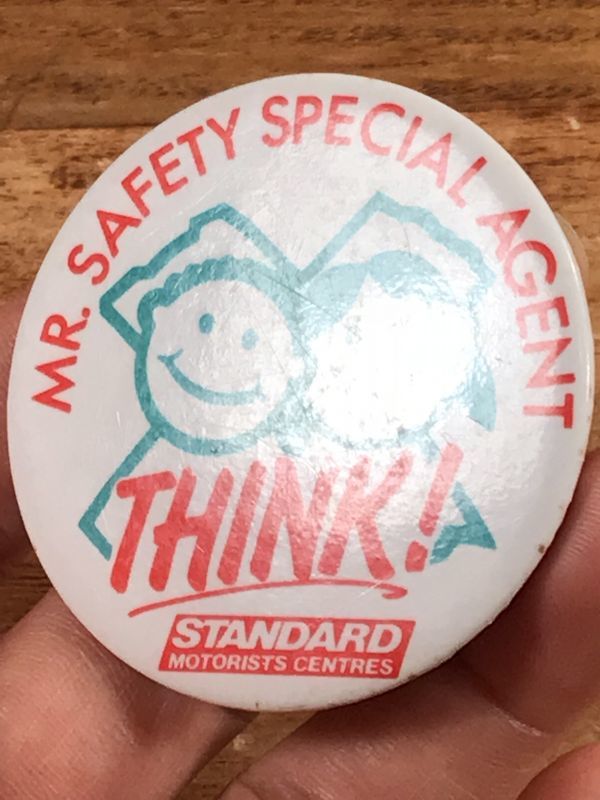 MR. SAFETY SPECIAL AGENT
THINK!
STANDARD
MOTORISTS CENTRES